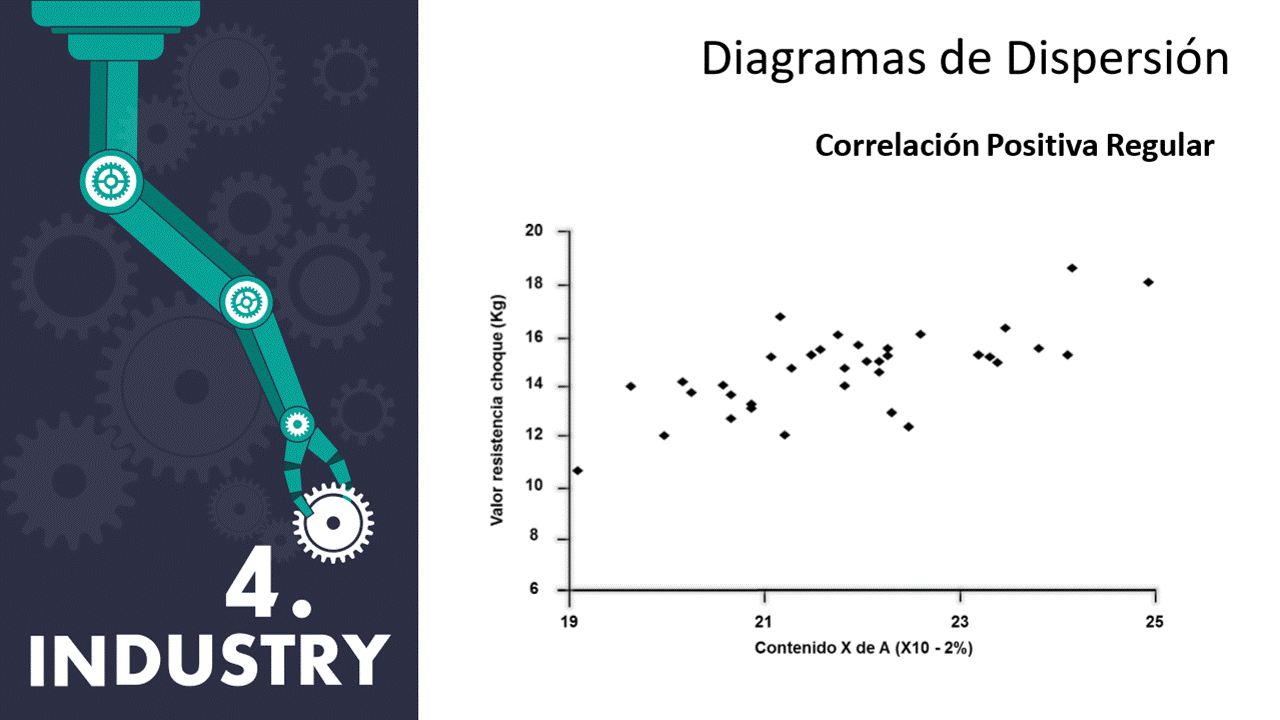 Diagramas de Dispersión
Correlación Positiva Regular
20
18
16
14
12
10
8
6
19
21
23
25
Valor resistencia choque (Kg)
Contenido X de A (X10 - 2%)
4.
INDUSTRY